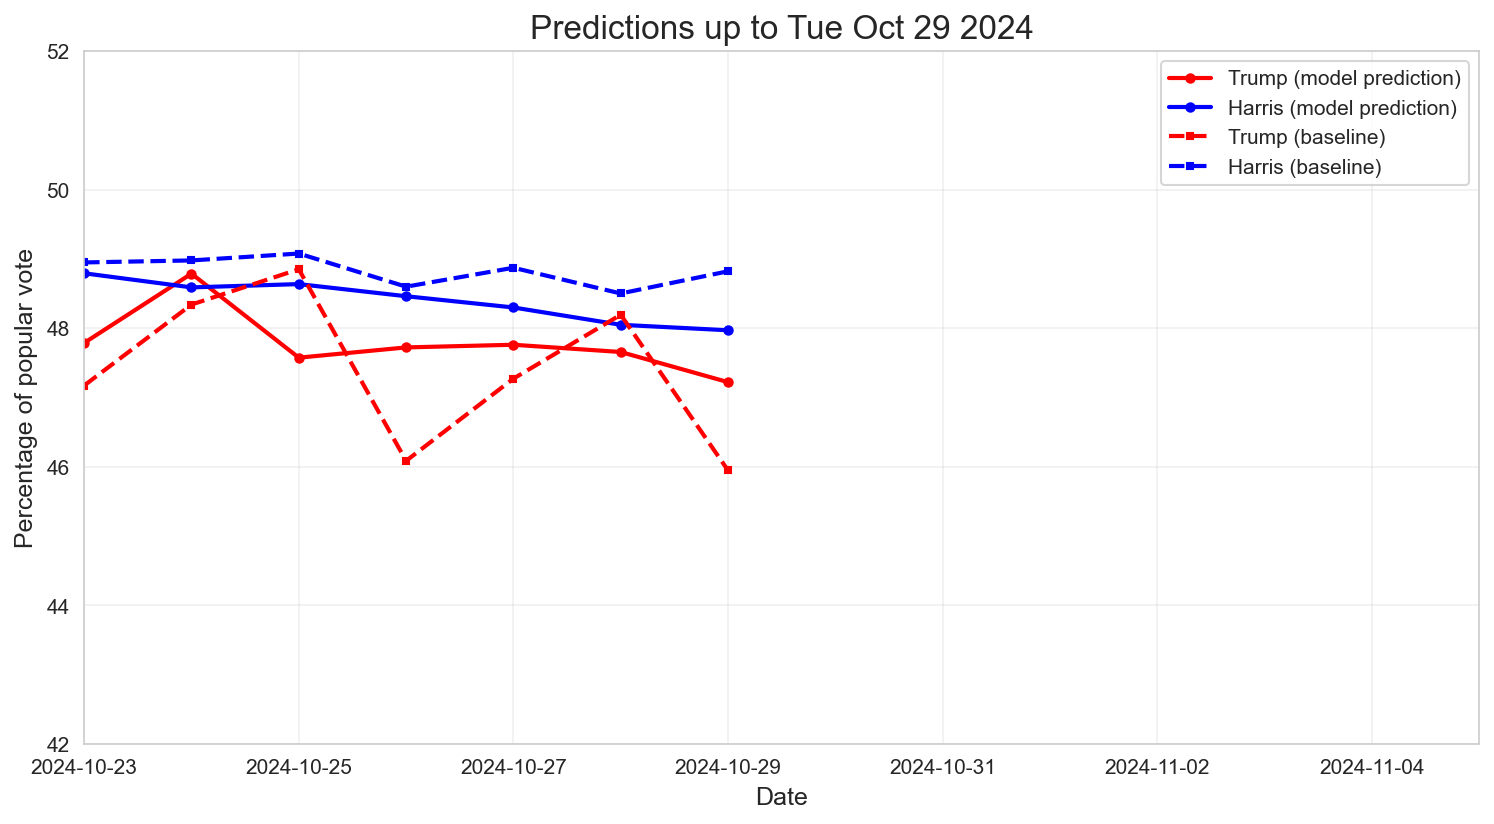 Predictions up to Tue Oct 29 2024
Trump (model prediction)
Harris (model prediction)
Trump (baseline)
Harris (baseline)
Percentage of popular vote
52
50
48
46
44
42
2024-10-23
2024-10-25
2024-10-27
2024-10-29
2024-10-31
2024-11-02
2024-11-04
Date